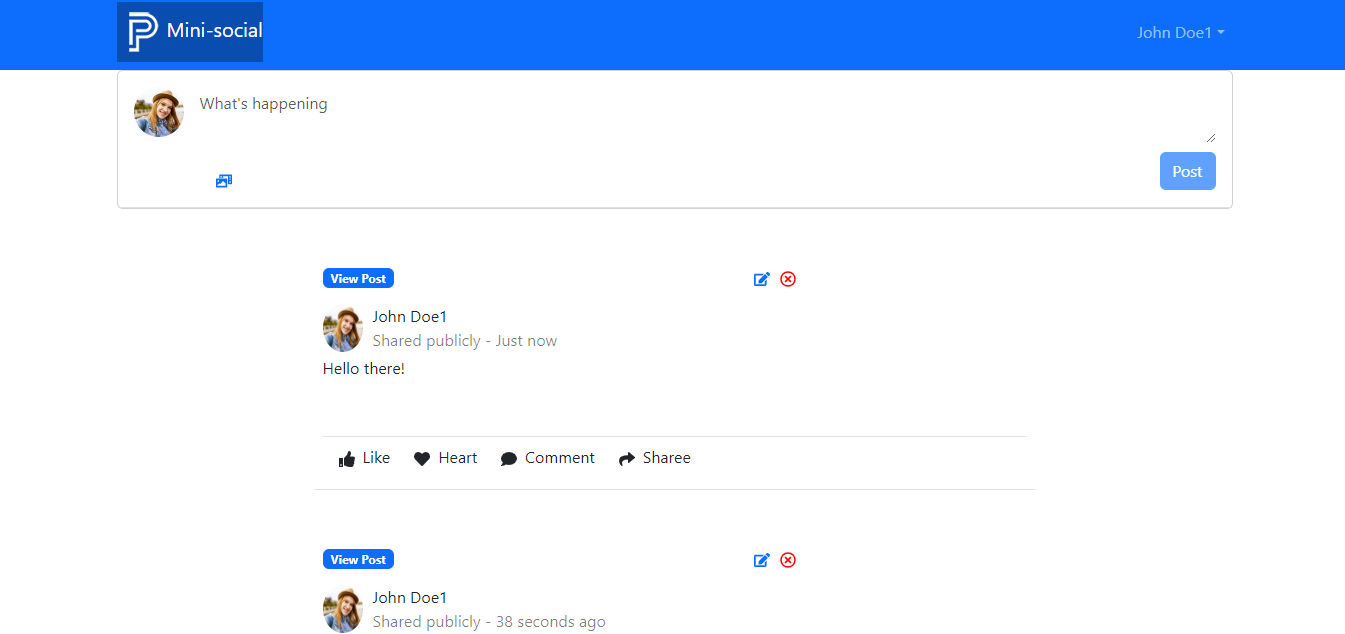 Mini-social
John Doe1
What's happening
Post
View Post
John Doe1
Shared publicly - Just now
Hello there!
Like Heart Comment Sharee
View Post
John Doe1
Shared publicly - 38 seconds ago